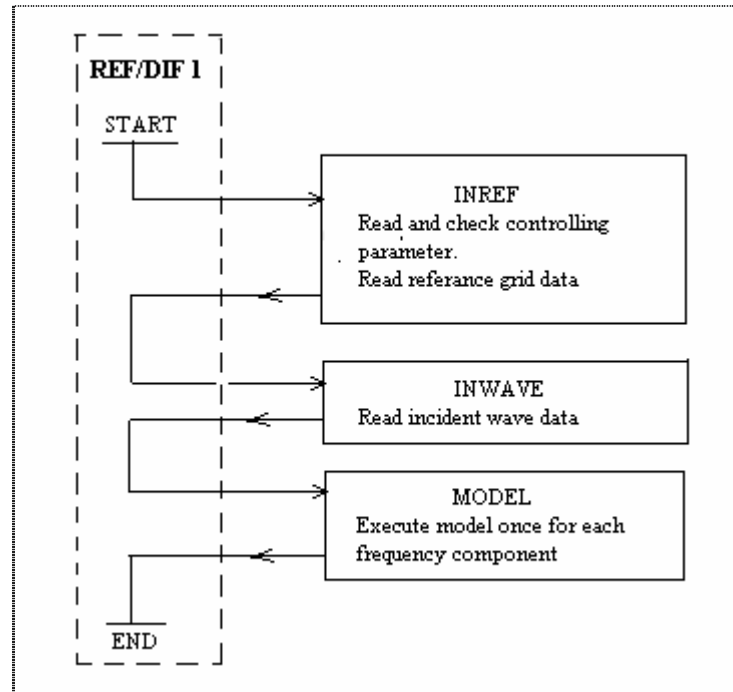 REF/DIF 1
START
INREF
Read and check controlling
parameter.
Read referance grid data
INWAVE
Read incident wave data
MODEL
Execute model once for each
frequency component
END